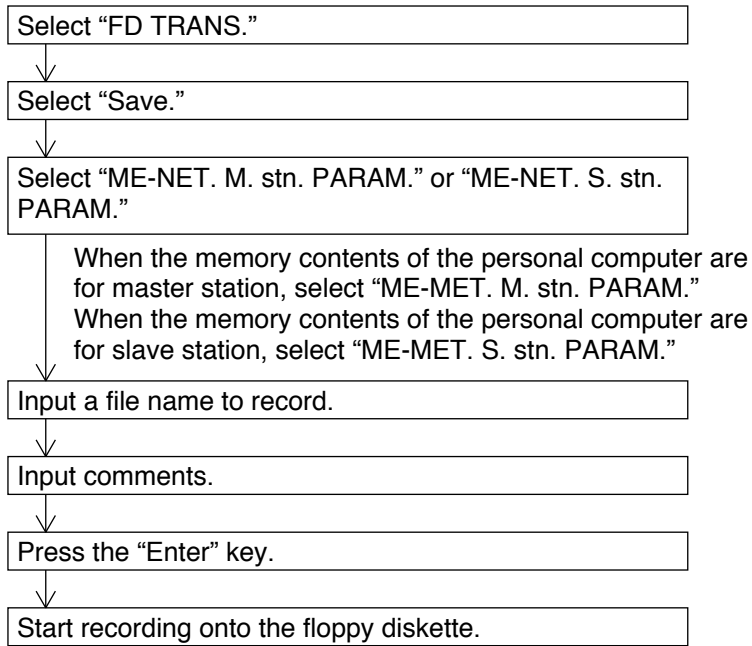 Select “FD TRANS.”
Select “Save.”
Select “ME-NET. M. stn. PARAM.” or “ME-NET. S. stn.
PARAM.”
When the memory contents of the personal computer are
for master station, select “ME-MET. M. stn. PARAM.”
When the memory contents of the personal computer are
for slave station, select “ME-MET. S. stn. PARAM.”
Input a file name to record.
Input comments.
Press the “Enter” key.
Start recording onto the floppy diskette.